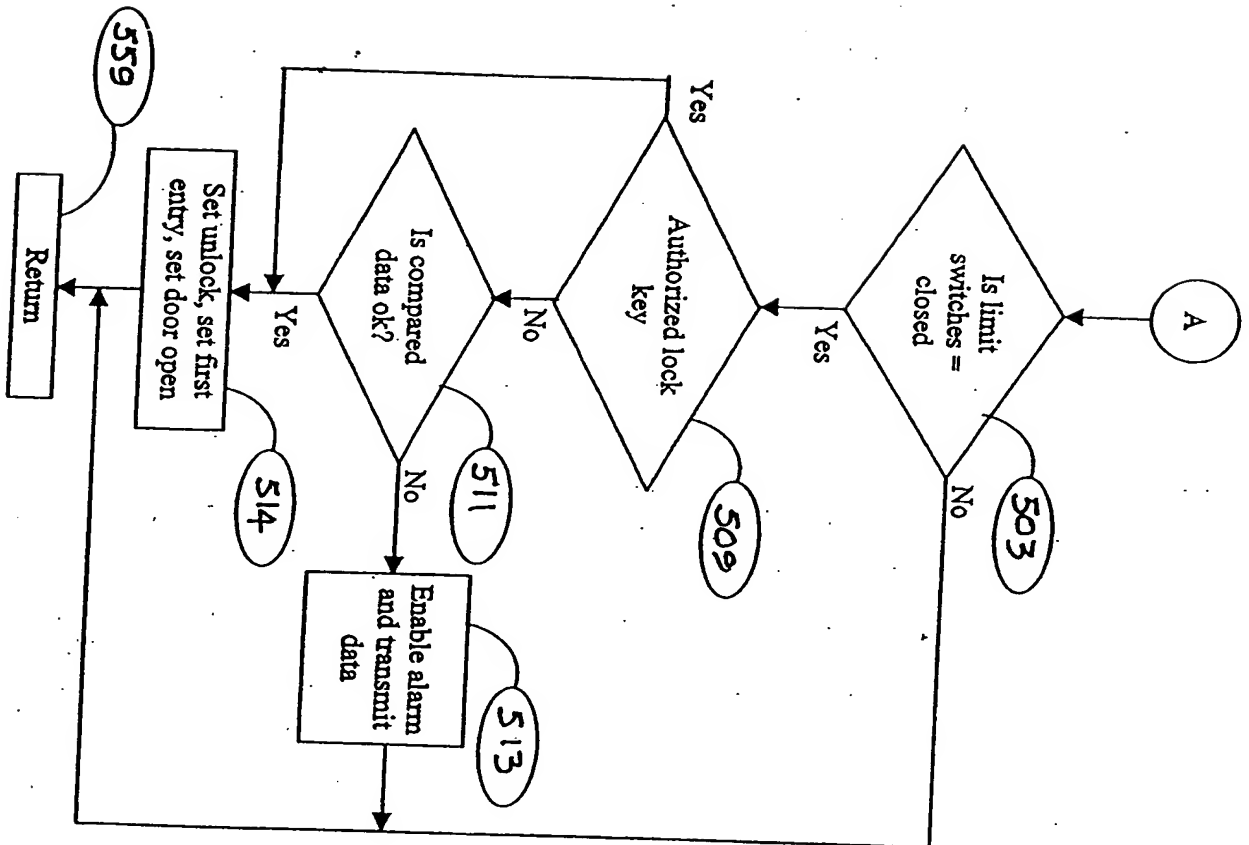 A
Is limit
switches =
closed
503
No
Yes
Authorized lock
key
509
Yes
No
Is compared
data ok?
511
No
Enable alarm
and transmit
data
513
Yes
Set unlock, set first
entry, set door open
514
Return
559